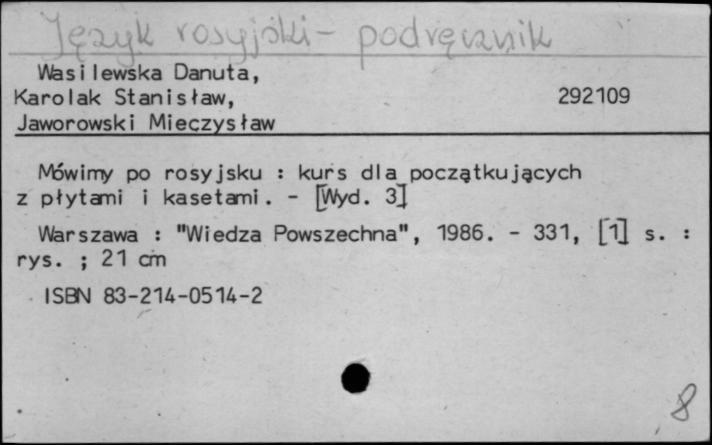 Język rosyjski - podręcznik
Wasilewska Danuta,
Karolak Stanisław, 292109
Jaworowski Mieczysław
Mówimy po rosyjsku : kurs dla początkujących
z płytami i kasetami. - [Wyd. 3]
Warszawa : "Wiedza Powszechna", 1986. - 331, [1] s. :
rys. ; 21 cm
ISBN 83-214-0514-2
8